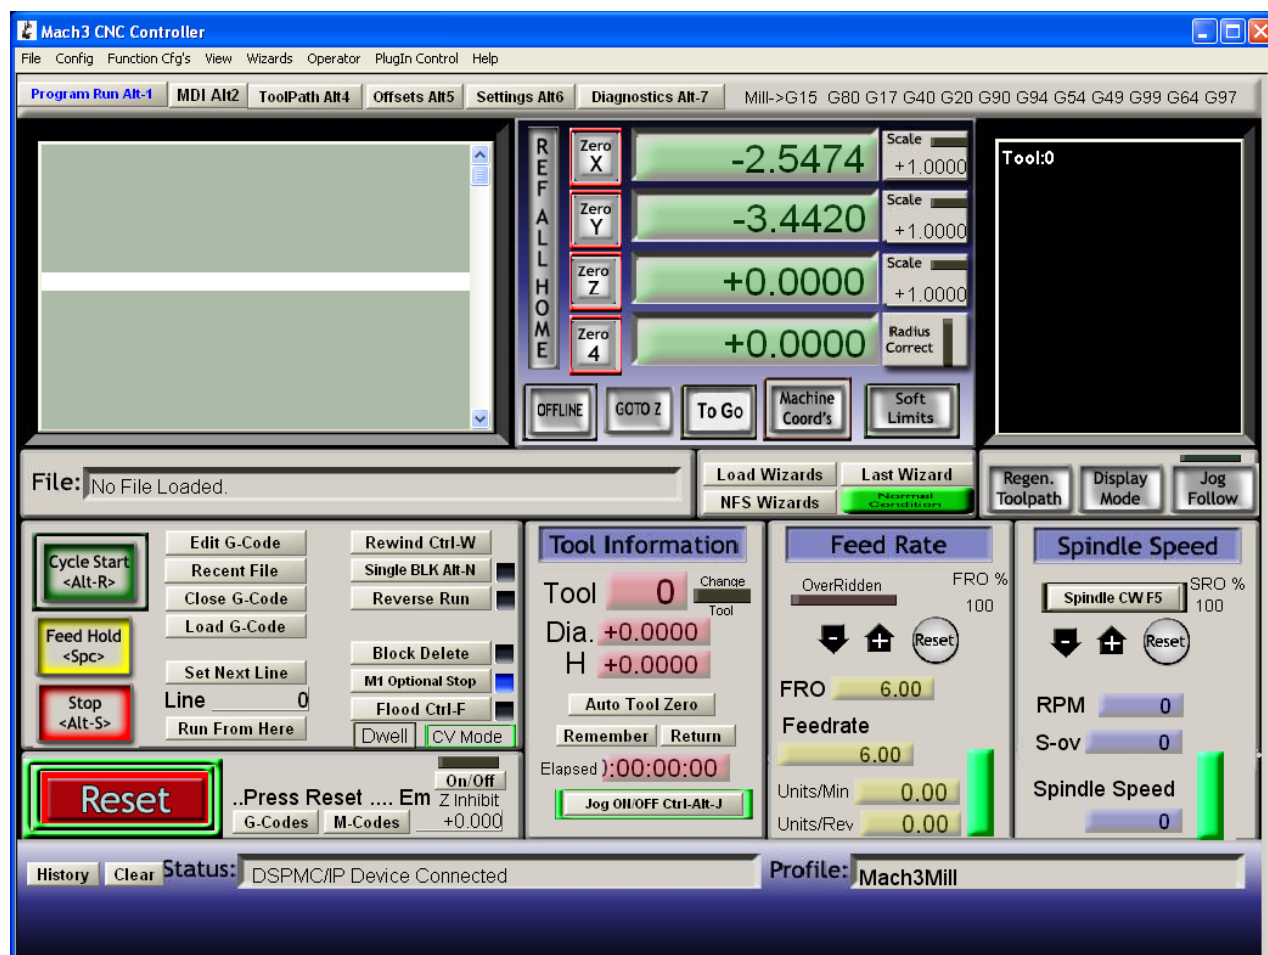 Mach3 CNC Controller
File Config Function Cfg's View Wizards Operator PlugIn Control Help
Program Run Alt-1 MDI Alt2 ToolPath Alt4 Offsets Alt5 Settings Alt6 Diagnostics Alt-7 Mill->G15 G80 G17 G40 G20 G90 G94 G54 G49 G99 G64 G97
REF ALL HOME
Zero X -2.5474 Scale +1.0000
Zero Y -3.4420 Scale +1.0000
Zero Z +0.0000 Scale +1.0000
Zero 4 +0.0000 Radius Correct
OFFLINE GOTO Z To Go Machine Coord's Soft Limits
Tool:0
File: No File Loaded.
Load Wizards Last Wizard
NFS Wizards Normal Condition
Regen. Toolpath Display Mode Jog Follow
Cycle Start <Alt-R>
Feed Hold <Spc>
Stop <Alt-S>
Edit G-Code
Recent File
Close G-Code
Load G-Code
Set Next Line
Line 0
Run From Here
Rewind Ctrl-W
Single BLK Alt-N
Reverse Run
Block Delete
M1 Optional Stop
Flood Ctrl-F
Dwell CV Mode
Reset
..Press Reset .... Em
G-Codes M-Codes
On/Off
Z Inhibit
+0.000
Tool Information
Tool 0 Change Tool
Dia. +0.0000
H +0.0000
Auto Tool Zero
Remember Return
Elapsed ):00:00:00
Jog ON/OFF Ctrl-Alt-J
Feed Rate
OverRidden FRO %
100
Reset
FRO 6.00
Feedrate
6.00
Units/Min 0.00
Units/Rev 0.00
Spindle Speed
Spindle CW F5 SRO %
100
Reset
RPM 0
S-ov 0
Spindle Speed
0
History Clear Status: DSPMC/IP Device Connected Profile: Mach3Mill